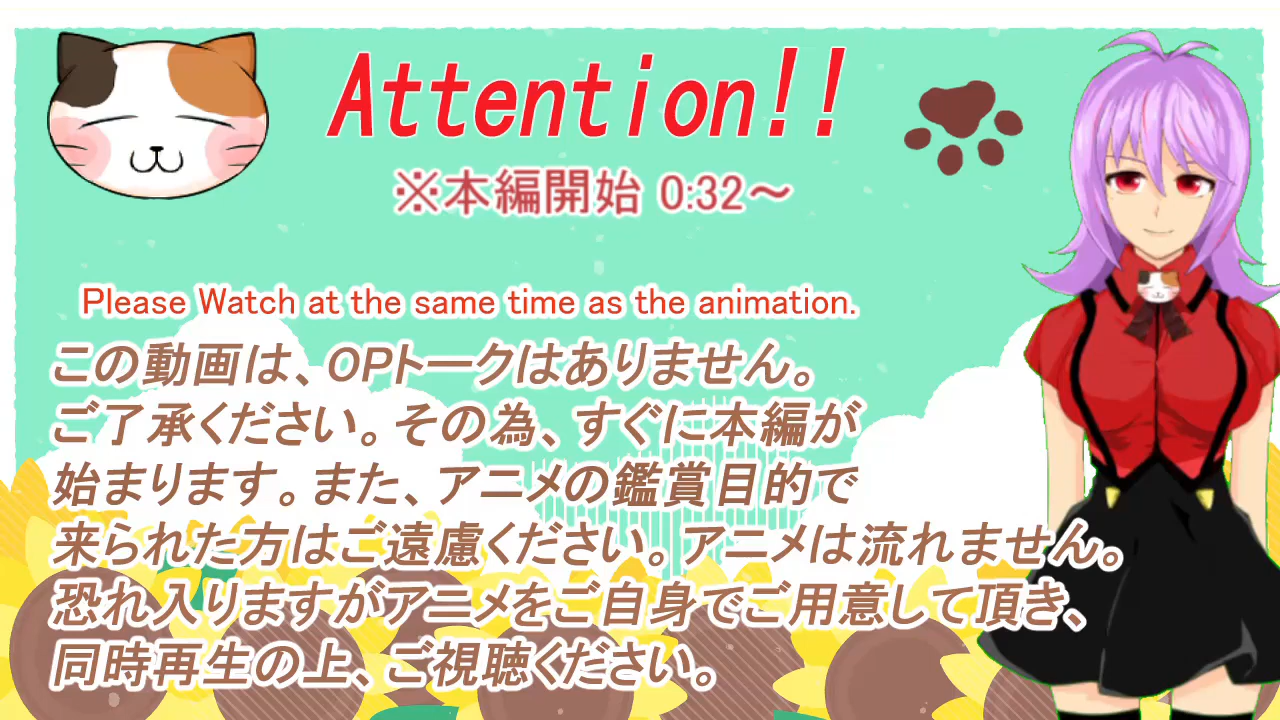 Attention!!
※本編開始 0:32～
Please Watch at the same time as the animation.
この動画は、OPトークはありません。
ご了承ください。その為、すぐに本編が
始まります。また、アニメの鑑賞目的で
来られた方はご遠慮ください。アニメは流れません。
恐れ入りますがアニメをご自身でご用意して頂き、
同時再生の上、ご視聴ください。